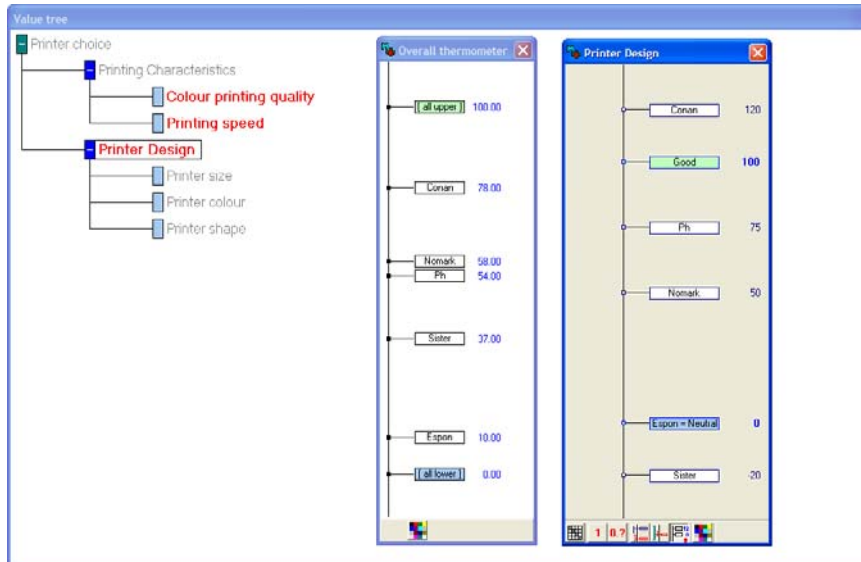 Value tree
Printer choice
Printing Characteristics
Colour printing quality
Printing speed
Printer Design
Printer size
Printer colour
Printer shape
Overall thermometer
[ all upper ] 100.00
Conan 78.00
Nomark 58.00
Ph 54.00
Sister 37.00
Espon 10.00
[ all lower ] 0.00
Printer Design
Conan 120
Good 100
Ph 75
Nomark 50
Espon = Neutral 0
Sister -20
1 0.?